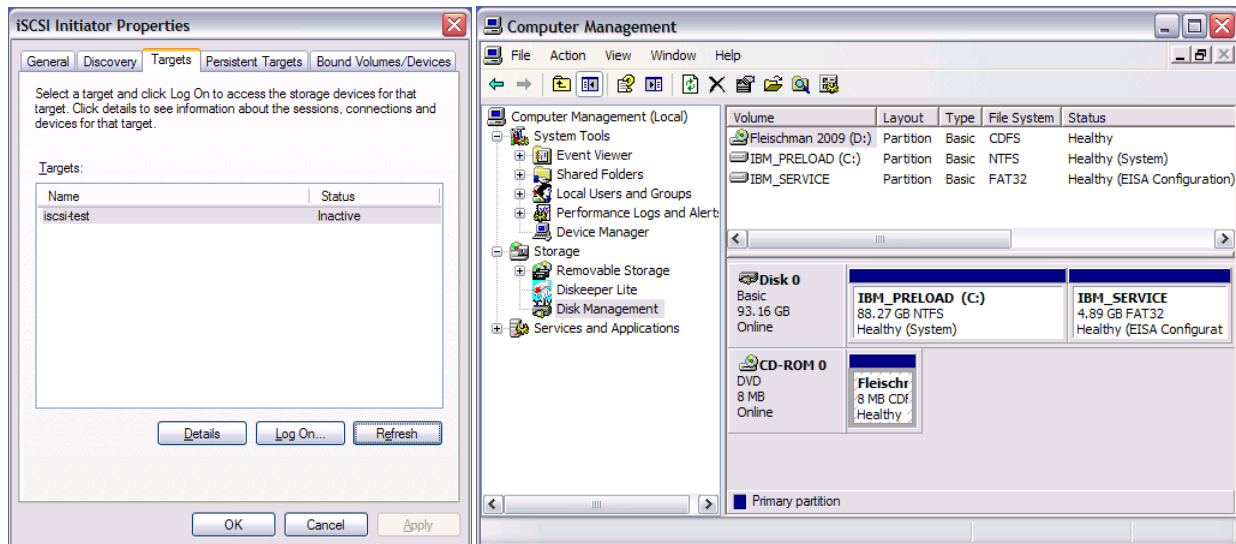 iSCSI Initiator Properties
General Discovery Targets Persistent Targets Bound Volumes/Devices
Select a target and click Log On to access the storage devices for that
target. Click details to see information about the sessions, connections and
devices for that target.
Targets:
Name Status
iscsi-test Inactive
Details Log On... Refresh
OK Cancel Apply
Computer Management
File Action View Window Help
Computer Management (Local)
System Tools
Event Viewer
Shared Folders
Local Users and Groups
Performance Logs and Alert:
Device Manager
Storage
Removable Storage
Diskeeper Lite
Disk Management
Services and Applications
Volume Layout Type File System Status
Fleischman 2009 (D:) Partition Basic CDFS Healthy
IBM_PRELOAD (C:) Partition Basic NTFS Healthy (System)
IBM_SERVICE Partition Basic FAT32 Healthy (EISA Configuration)
Disk 0
Basic
93.16 GB
Online
IBM_PRELOAD (C:)
88.27 GB NTFS
Healthy (System)
IBM_SERVICE
4.89 GB FAT32
Healthy (EISA Configurat
CD-ROM 0
DVD
8 MB
Online
Fleischr
8 MB CDF
Healthy
Primary partition